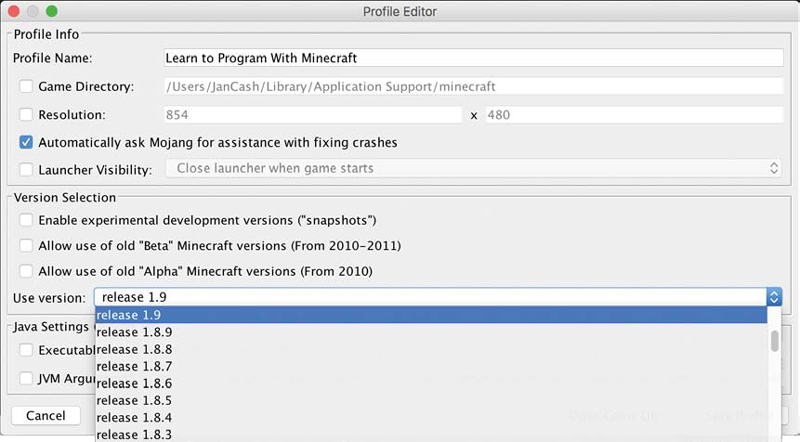 Profile Editor
Profile Info
Profile Name: Learn to Program With Minecraft
Game Directory: /Users/JanCash/Library/Application Support/minecraft
Resolution: 854 x 480
Automatically ask Mojang for assistance with fixing crashes
Launcher Visibility: Close launcher when game starts
Version Selection
Enable experimental development versions ("snapshots")
Allow use of old "Beta" Minecraft versions (From 2010-2011)
Allow use of old "Alpha" Minecraft versions (From 2010)
Use version: release 1.9
release 1.9
Java Settings
release 1.8.9
Executabl
release 1.8.8
release 1.8.7
JVM Argu
release 1.8.6
release 1.8.5
Cancel
release 1.8.4
release 1.8.3